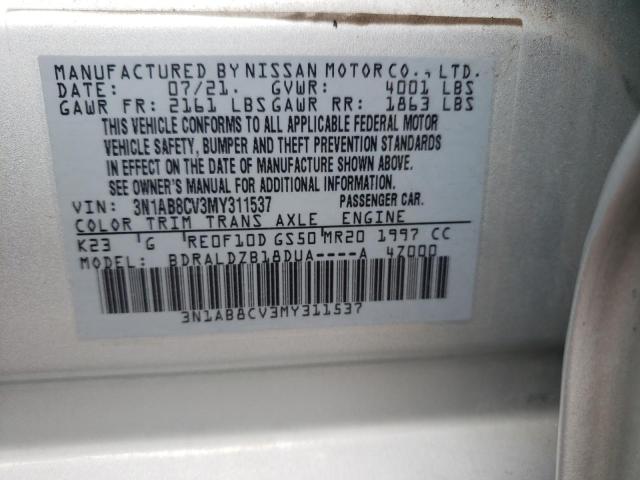 MANUFACTURED BY NISSAN MOTOR CO., LTD.
DATE: 07/21. GVWR: 4001 LBS
GAWR FR: 2161 LBS GAWR RR: 1863 LBS
THIS VEHICLE CONFORMS TO ALL APPLICABLE FEDERAL MOTOR
VEHICLE SAFETY, BUMPER AND THEFT PREVENTION STANDARDS
IN EFFECT ON THE DATE OF MANUFACTURE SHOWN ABOVE.
SEE OWNER'S MANUAL FOR ADDITIONAL INFORMATION.
VIN: 3N1AB8CV3MY311537 PASSENGER CAR.
COLOR TRIM TRANS AXLE ENGINE
K23 G RE0F10D GS50 MR20 1997 CC
MODEL: BDRALDZB18DUA----A 47000
3N1AB8CV3MY311537